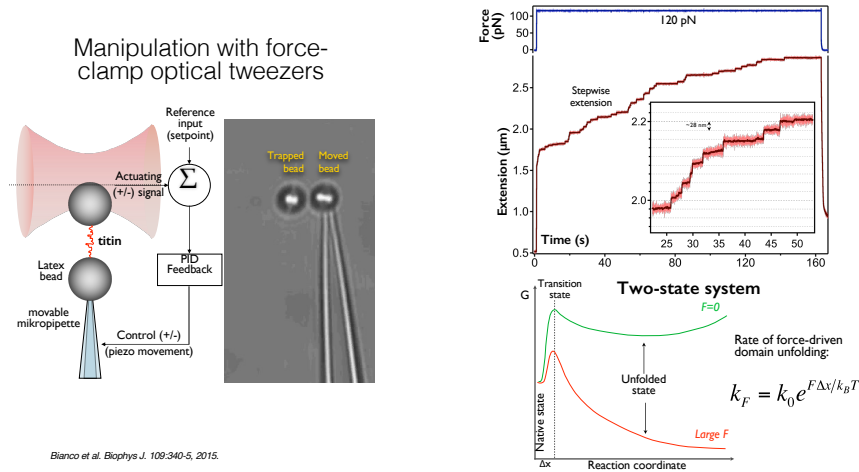 Manipulation with force-
clamp optical tweezers
Reference
input
(setpoint)
Actuating
(+/-) signal
Σ
titin
Latex
bead
PID
Feedback
movable
mikropipette
Control (+/-)
(piezo movement)
Trapped
bead
Moved
bead
Bianco et al. Biophys J. 109:340-5, 2015.
Force
(pN)
100
0
120 pN
Extension (µm)
2.5
2.0
1.5
1.0
0.5
Stepwise
extension
~28 nm
2.2
2.0
25 30 35 40 45 50
Time (s)
0 40 80 120 160
Two-state system
G
Transition
state
F=0
Unfolded
state
Native state
Large F
Δx
Reaction coordinate
Rate of force-driven
domain unfolding:
k_F = k_0 e^{FΔx/k_BT}